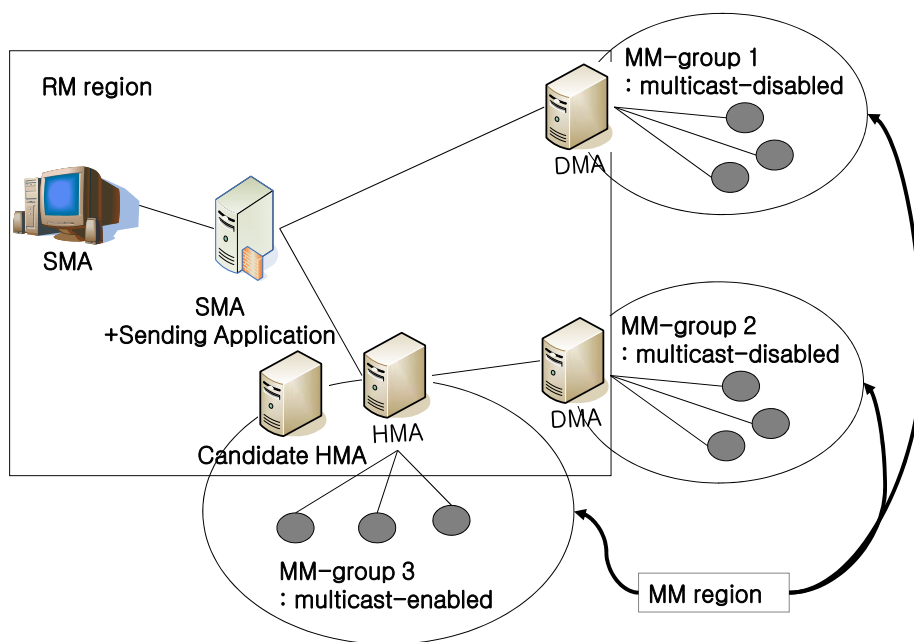 MM-group 1
: multicast-disabled
RM region
DMA
SMA
SMA
+Sending Application
MM-group 2
: multicast-disabled
DMA
HMA
Candidate HMA
MM-group 3
: multicast-enabled
MM region